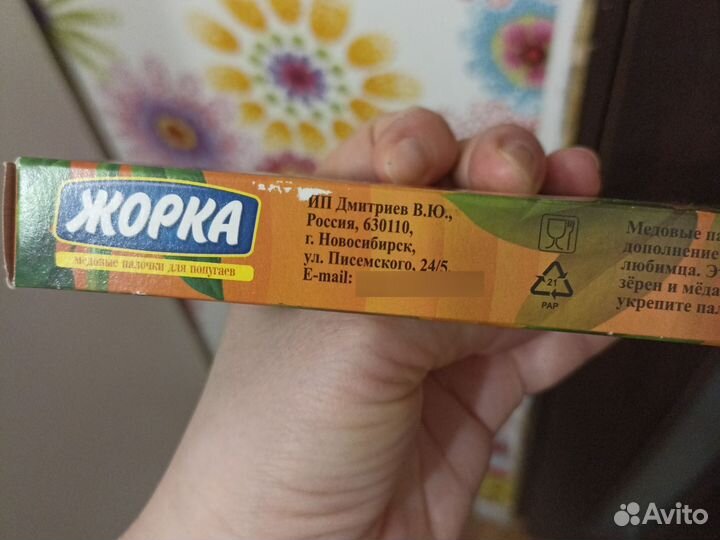 ЖОРКА
медовые палочки для попугаев
ИП Дмитриев В.Ю.,
Россия, 630110,
г. Новосибирск,
ул. Писемского, 24/5
E-mail:
21
PAP
Медовые па
дополнение
любимца. Э
зёрен и мёда
укрепите пал
Avito